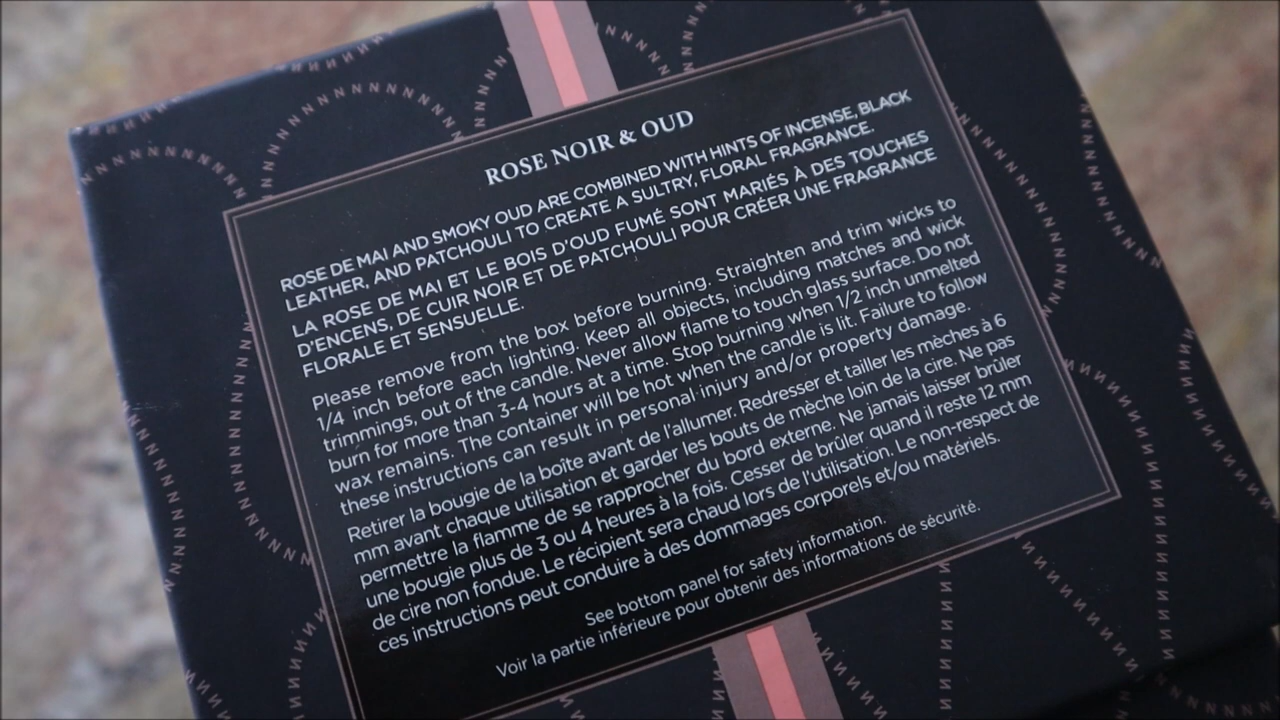 ROSE NOIR & OUD
ROSE DE MAI AND SMOKY OUD ARE COMBINED WITH HINTS OF INCENSE, BLACK
LEATHER, AND PATCHOULI TO CREATE A SULTRY, FLORAL FRAGRANCE.
LA ROSE DE MAI ET LE BOIS D'OUD FUMÉ SONT MARIÉS À DES TOUCHES
D'ENCENS, DE CUIR NOIR ET DE PATCHOULI POUR CRÉER UNE FRAGRANCE
FLORALE ET SENSUELLE.
Please remove from the box before burning. Straighten and trim wicks to
1/4 inch before each lighting. Keep all objects, including matches and wick
trimmings, out of the candle. Never allow flame to touch glass surface. Do not
burn for more than 3-4 hours at a time. Stop burning when 1/2 inch unmelted
wax remains. The container will be hot when the candle is lit. Failure to follow
these instructions can result in personal injury and/or property damage.
Retirer la bougie de la boîte avant de l'allumer. Redresser et tailler les mèches à 6
mm avant chaque utilisation et garder les bouts de mèche loin de la cire. Ne pas
permettre la flamme de se rapprocher du bord externe. Ne jamais laisser brûler
une bougie plus de 3 ou 4 heures à la fois. Cesser de brûler quand il reste 12 mm
de cire non fondue. Le récipient sera chaud lors de l'utilisation. Le non-respect de
ces instructions peut conduire à des dommages corporels et/ou matériels.
See bottom panel for safety information.
Voir la partie inférieure pour obtenir des informations de sécurité.